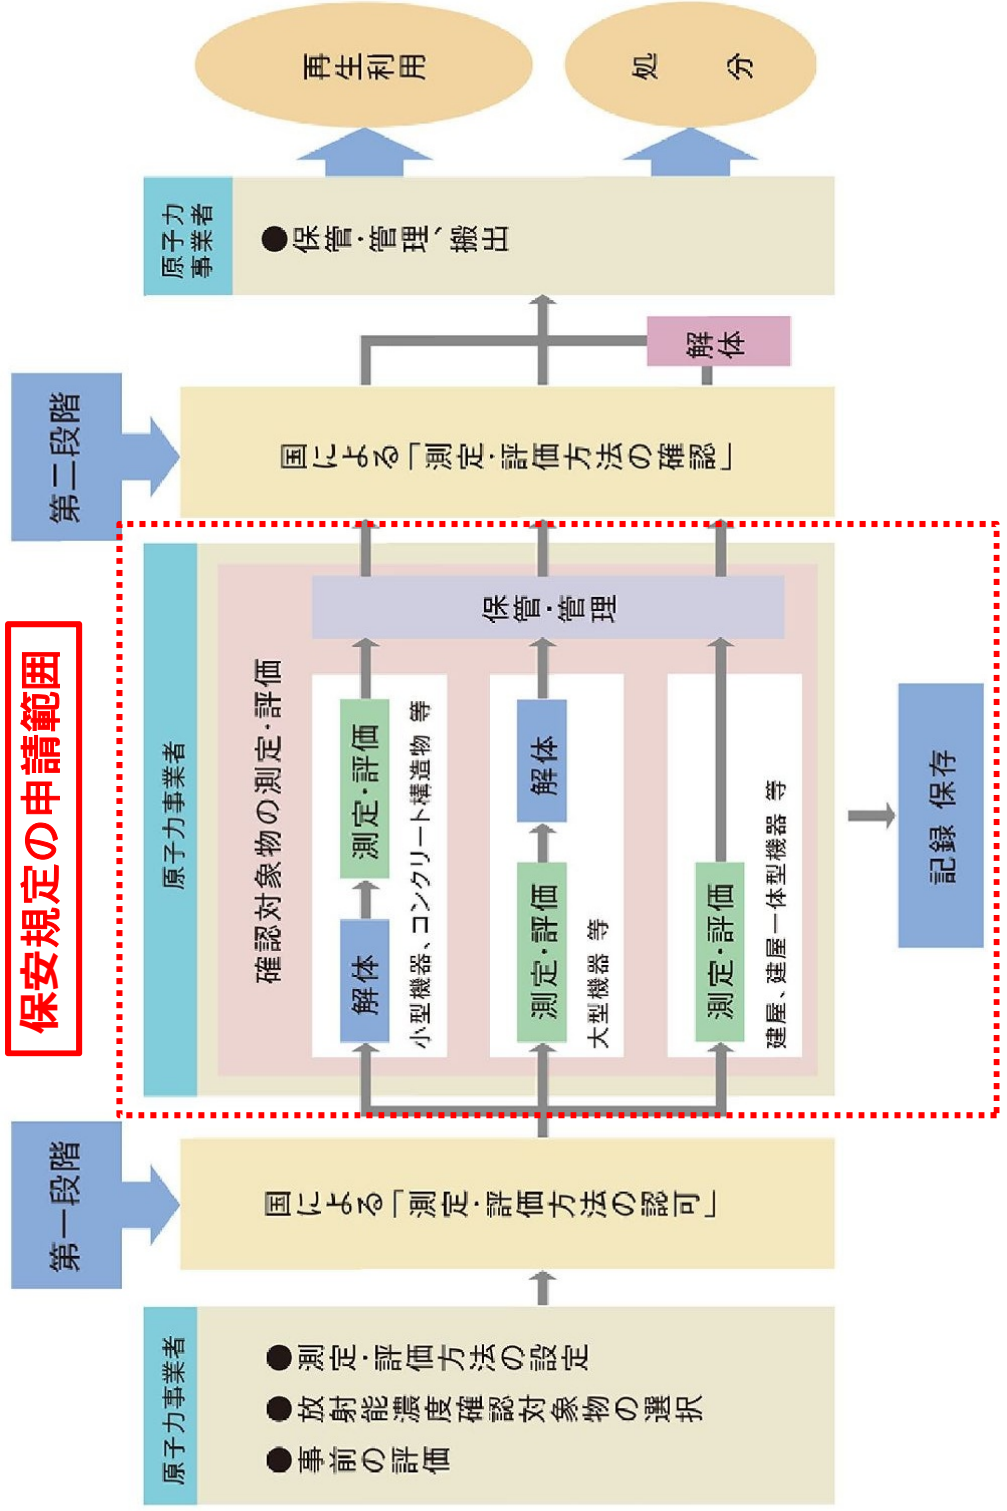 保安規定の申請範囲
第一段階
第二段階
原子力事業者
●測定・評価方法の設定
●放射能濃度確認対象物の選択
●事前の評価
国による「測定・評価方法の認可」
原子力事業者
確認対象物の測定・評価
解体
測定・評価
小型機器、コンクリート構造物 等
測定・評価
解体
大型機器 等
測定・評価
建屋、建屋一体型機器 等
保管・管理
記録 保存
国による「測定・評価方法の確認」
解体
原子力
事業者
●保管・管理、搬出
再生利用
処 分